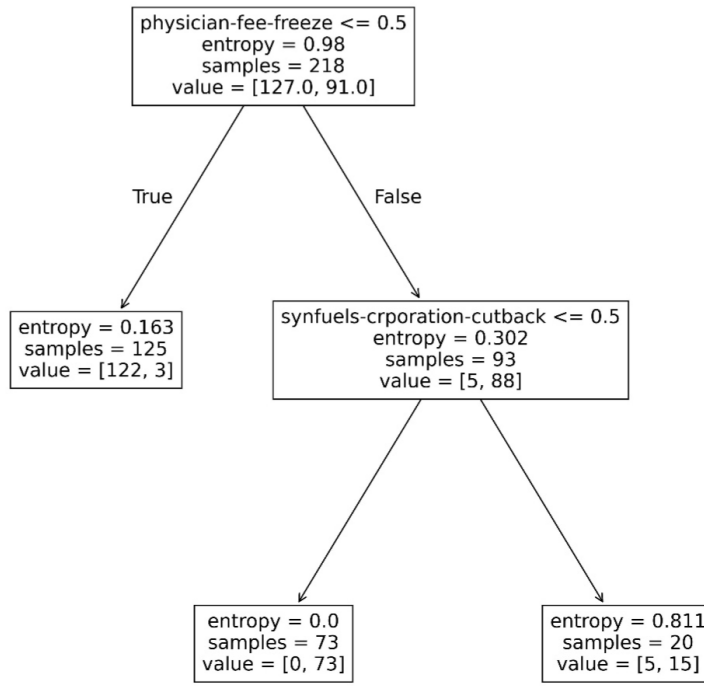 physician-fee-freeze <= 0.5
entropy = 0.98
samples = 218
value = [127.0, 91.0]
True
False
entropy = 0.163
samples = 125
value = [122, 3]
synfuels-crporation-cutback <= 0.5
entropy = 0.302
samples = 93
value = [5, 88]
entropy = 0.0
samples = 73
value = [0, 73]
entropy = 0.811
samples = 20
value = [5, 15]